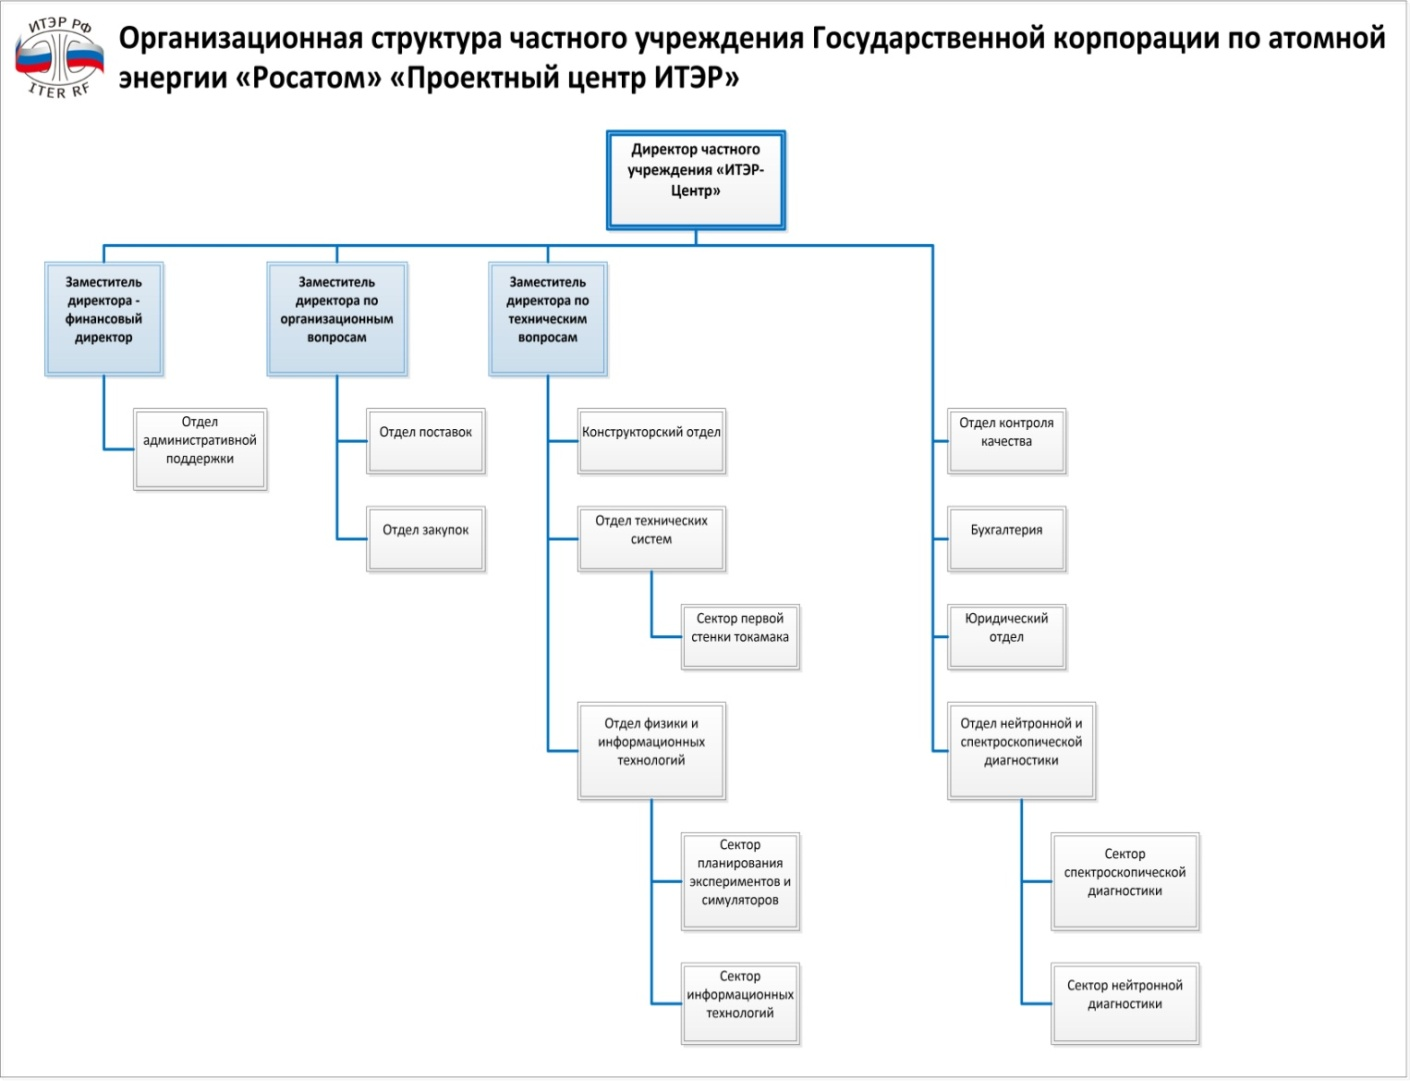 ИТЭР РФ
ITER RF
Организационная структура частного учреждения Государственной корпорации по атомной
энергии «Росатом» «Проектный центр ИТЭР»
Директор частного
учреждения «ИТЭР-
Центр»
Заместитель
директора -
финансовый
директор
Заместитель
директора по
организационным
вопросам
Заместитель
директора по
техническим
вопросам
Отдел
административной
поддержки
Отдел поставок
Конструкторский отдел
Отдел контроля
качества
Отдел закупок
Отдел технических
систем
Бухгалтерия
Сектор первой
стенки токамака
Юридический
отдел
Отдел физики и
информационных
технологий
Отдел нейтронной и
спектроскопической
диагностики
Сектор
планирования
экспериментов и
симуляторов
Сектор
спектроскопической
диагностики
Сектор
информационных
технологий
Сектор нейтронной
диагностики